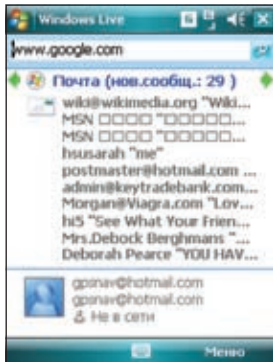 Windows Live
www.google.com
Почта (нов.сообщ.: 29 )
wiki@wikimedia.org "Wiki...
MSN □□□□ "□□□□□...
MSN □□□□ "□□□□□...
hsusarah "me"
postmaster@hotmail.com ...
admin@keytradebank.com...
Morgan@Viagra.com "Lov...
hi5 "See What Your Frien...
Mrs.Debock Berghmans "...
Deborah Pearce "YOU HAV...
gpsnav@hotmail.com
gpsnav@hotmail.com
Не в сети
Меню